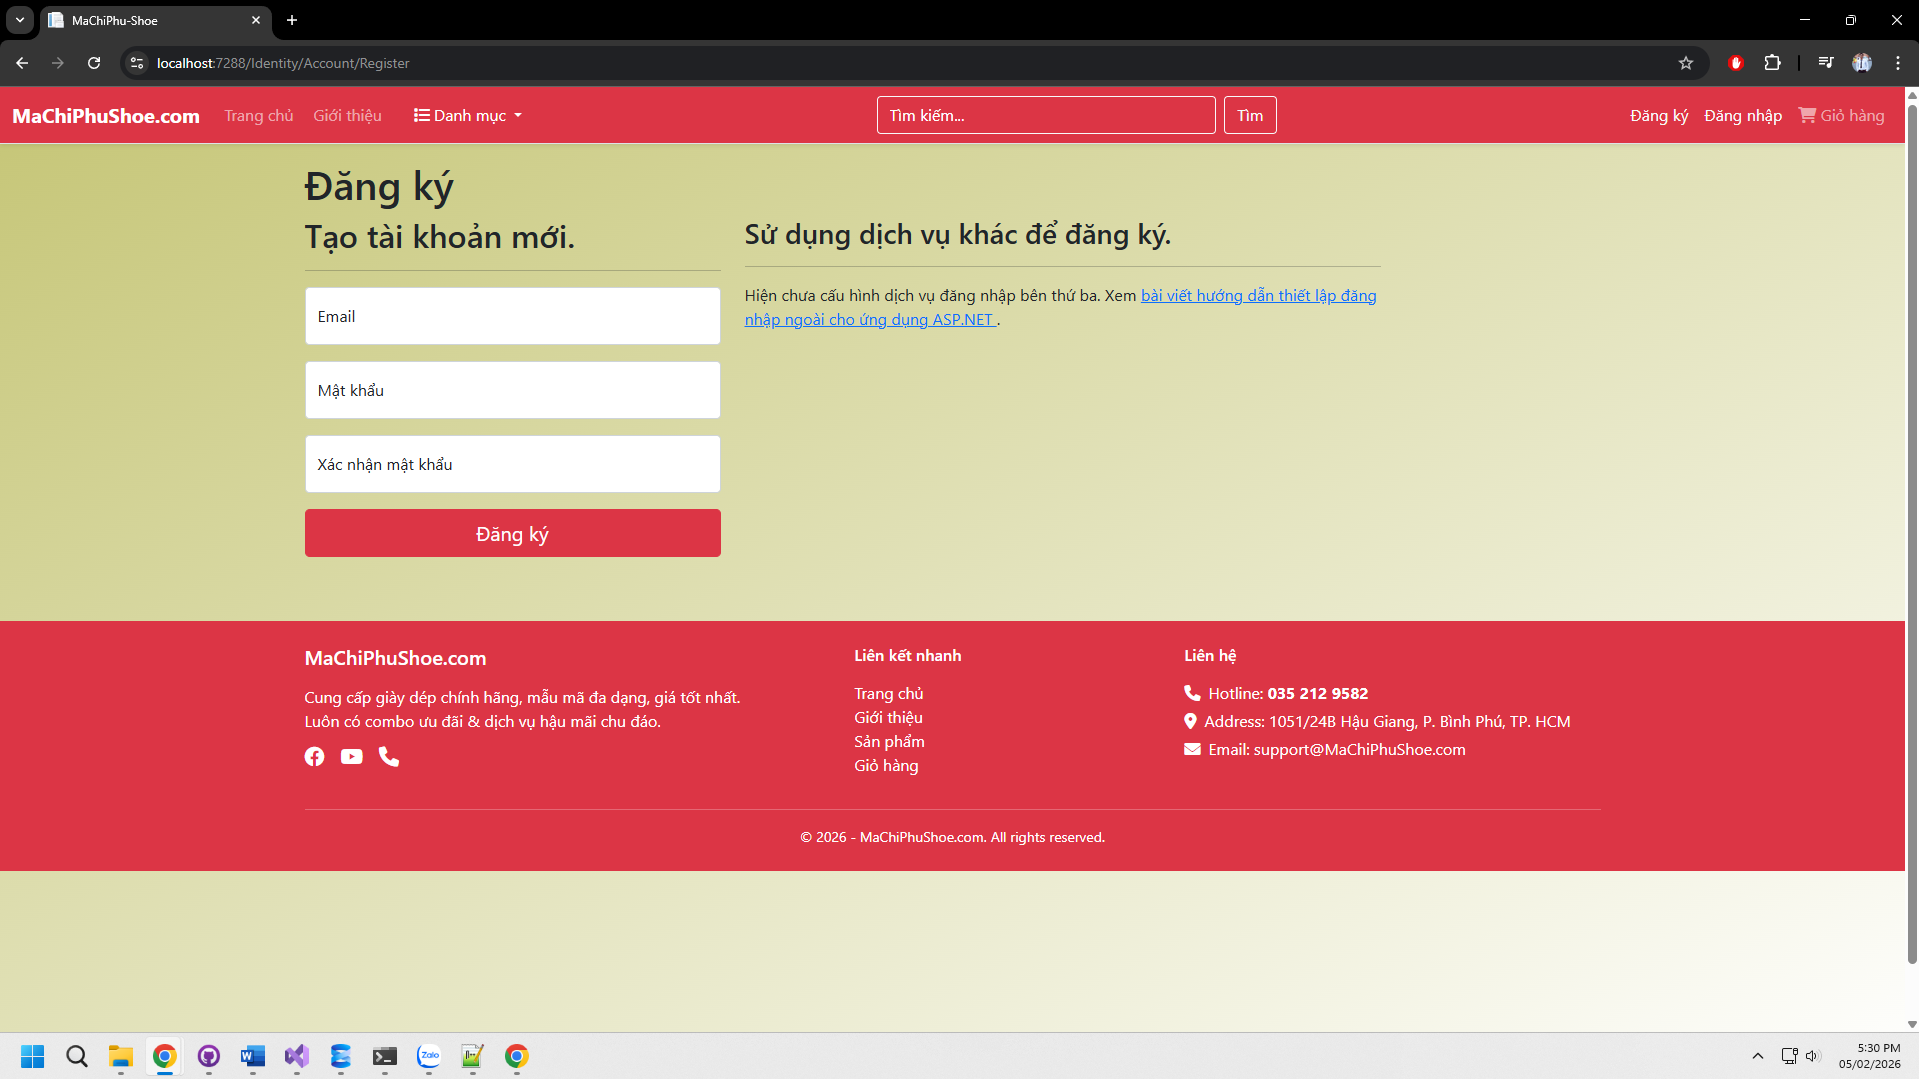 MaChiPhu-Shoe
localhost:7288/Identity/Account/Register
MaChiPhuShoe.com
Trang chủ
Giới thiệu
Danh mục
Tìm kiếm...
Tìm
Đăng ký
Đăng nhập
Giỏ hàng
Đăng ký
Tạo tài khoản mới.
Email
Mật khẩu
Xác nhận mật khẩu
Đăng ký
Sử dụng dịch vụ khác để đăng ký.
Hiện chưa cấu hình dịch vụ đăng nhập bên thứ ba. Xem bài viết hướng dẫn thiết lập đăng
nhập ngoài cho ứng dụng ASP.NET .
MaChiPhuShoe.com
Cung cấp giày dép chính hãng, mẫu mã đa dạng, giá tốt nhất.
Luôn có combo ưu đãi & dịch vụ hậu mãi chu đáo.
Liên kết nhanh
Trang chủ
Giới thiệu
Sản phẩm
Giỏ hàng
Liên hệ
Hotline: 035 212 9582
Address: 1051/24B Hậu Giang, P. Bình Phú, TP. HCM
Email: support@MaChiPhuShoe.com
© 2026 - MaChiPhuShoe.com. All rights reserved.
Zalo
5:30 PM
05/02/2026